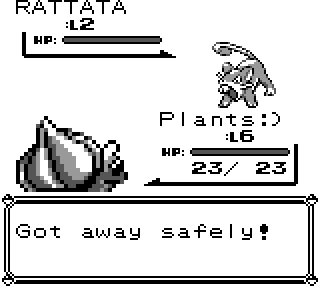 RATTATA
:L2
HP:
Plants:)
:L6
HP:
23/ 23
Got away safely!